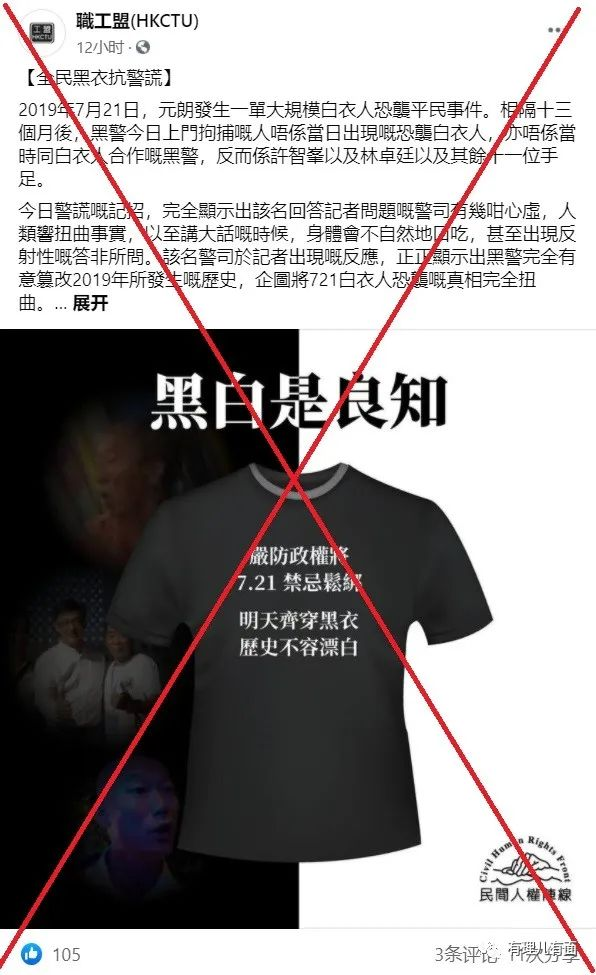 職工盟(HKCTU)
12小时
【全民黑衣抗警謊】
2019年7月21日，元朗發生一單大規模白衣人恐襲平民事件。相隔十三
個月後，黑警今日上門拘捕嘅人唔係當日出現嘅恐襲白衣人，亦唔係當
時同白衣人合作嘅黑警，反而係許智峯以及林卓廷以及其餘十一位手
足。
今日警謊嘅記招，完全顯示出該名回答記者問題嘅警司有幾咁心虛，人
類響扭曲事實，以至講大話嘅時候，身體會不自然地口吃，甚至出現反
射性嘅答非所問。該名警司於記者出現嘅反應，正正顯示出黑警完全有
意篡改2019年所發生嘅歷史，企圖將721白衣人恐襲嘅真相完全扭
曲。... 展开
黑白是良知
嚴防政權將
7.21 禁忌鬆綁
明天齊穿黑衣
歷史不容漂白
Civil Human Rights Front
民間人權陣線
105
3条评论
次分享
有理儿有面